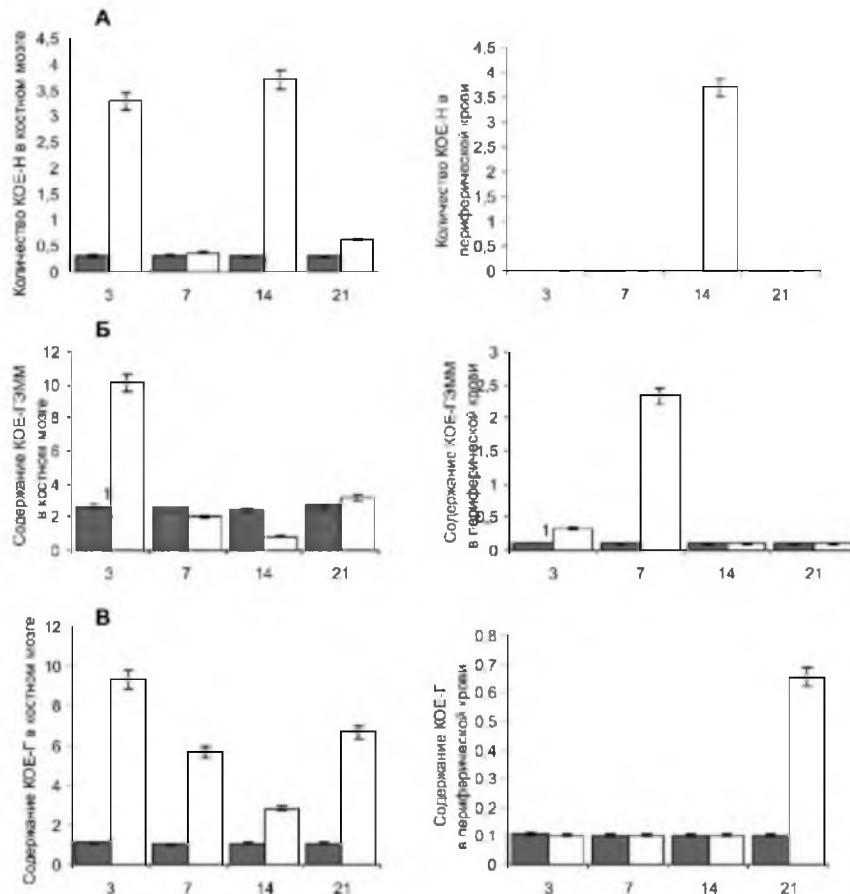 А
Количество КОЕ-Н в костном мозге
4,5
4
3,5
3
2,5
2
1,5
1
0,5
0
3 7 14 21
Количество КОЕ-Н в
периферической крови
4,5
4
3,5
3
2,5
2
1,5
1
0,5
0
3 7 14 21
Б
Содержание КОЕ-ГЭММ
в костном мозге
12
10
8
6
4
2
0
1
3 7 14 21
Содержание КОЕ-ГЭММ
в периферической крови
3
2,5
2
1,5
1
0,5
0
1
3 7 14 21
В
Содержание КОЕ-Г в костном мозге
12
10
8
6
4
2
0
3 7 14 21
Содержание КОЕ-Г
в периферической крови
0.8
0.7
0.6
0.5
0.4
0.3
0.2
0.1
0
3 7 14 21